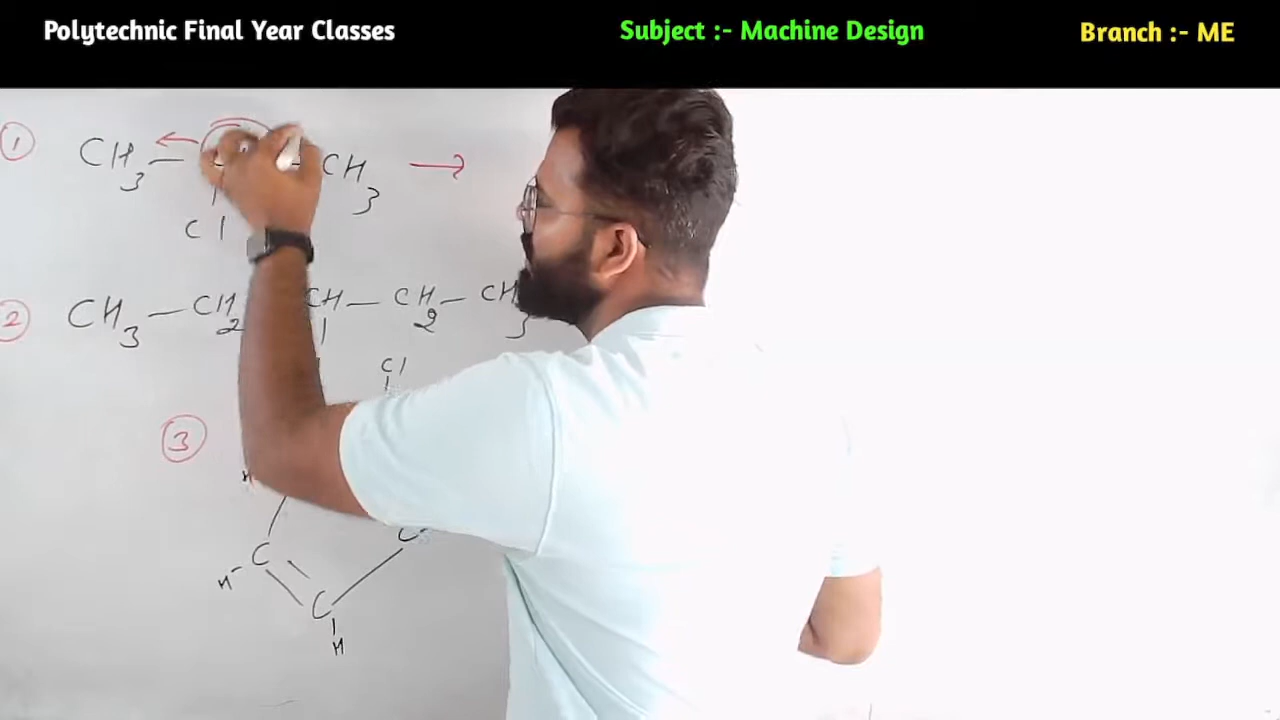 Polytechnic Final Year Classes
Subject :- Machine Design
Branch :- ME
1 CH3 — CH3 →
Cl
2 CH3 — CH2 CH — CH2 — CH3
Cl
3
H
C
C
H
C
H